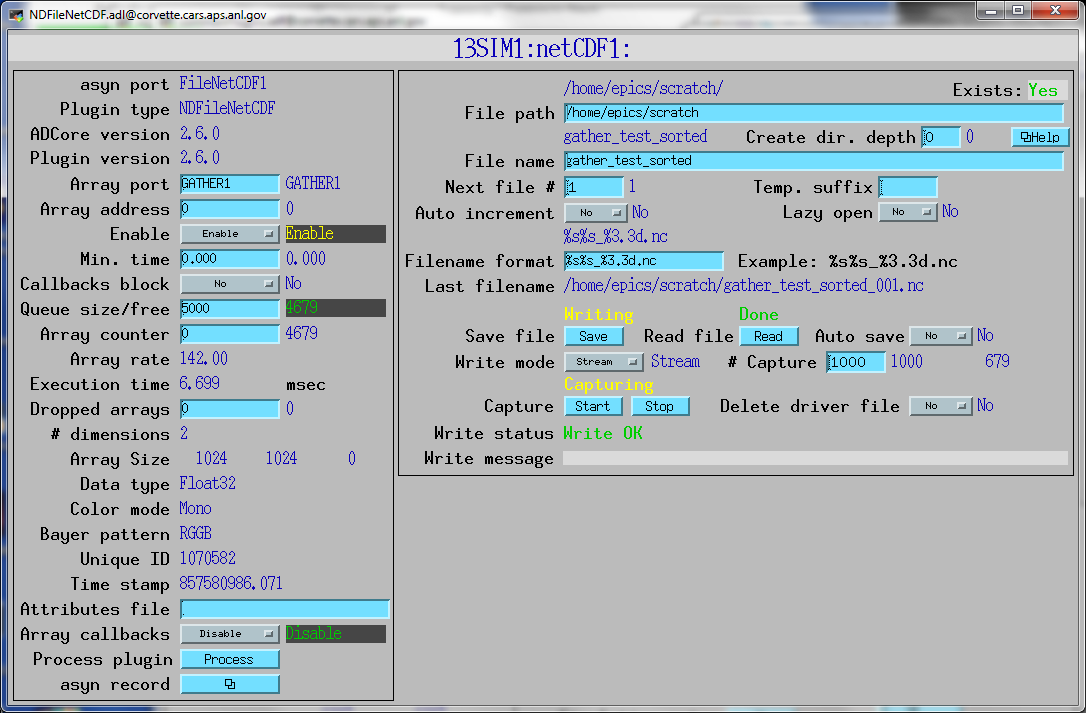 NDFileNetCDF.adl@corvette.cars.aps.anl.gov
13SIM1:netCDF1:
asyn port FileNetCDF1
Plugin type NDFileNetCDF
ADCore version 2.6.0
Plugin version 2.6.0
Array port GATHER1 GATHER1
Array address 0 0
Enable Enable Enable
Min. time 0.000 0.000
Callbacks block No No
Queue size/free 5000 4679
Array counter 0 4679
Array rate 142.00
Execution time 6.699 msec
Dropped arrays 0 0
# dimensions 2
Array Size 1024 1024 0
Data type Float32
Color mode Mono
Bayer pattern RGGB
Unique ID 1070582
Time stamp 857580986.071
Attributes file
Array callbacks Disable Disable
Process plugin Process
asyn record
/home/epics/scratch/ Exists: Yes
File path /home/epics/scratch
gather_test_sorted Create dir. depth 0 0 Help
File name gather_test_sorted
Next file # 1 1 Temp. suffix
Auto increment No No Lazy open No No
%s%s_%3.3d.nc
Filename format %s%s_%3.3d.nc Example: %s%s_%3.3d.nc
Last filename /home/epics/scratch/gather_test_sorted_001.nc
Writing Done
Save file Save Read file Read Auto save No No
Write mode Stream Stream # Capture 1000 1000 679
Capturing
Capture Start Stop Delete driver file No No
Write status Write OK
Write message